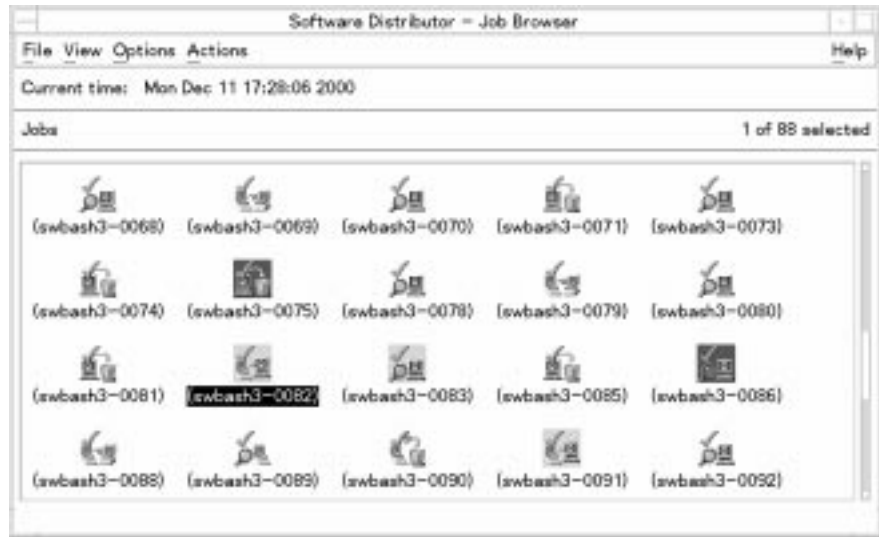 Software Distributor - Job Browser
File View Options Actions Help
Current time: Mon Dec 11 17:28:06 2000
Jobs 1 of 88 selected
(swbash3-0068) (swbash3-0069) (swbash3-0070) (swbash3-0071) (swbash3-0073)
(swbash3-0074) (swbash3-0075) (swbash3-0078) (swbash3-0079) (swbash3-0080)
(swbash3-0081) (swbash3-0082) (swbash3-0083) (swbash3-0085) (swbash3-0086)
(swbash3-0088) (swbash3-0089) (swbash3-0090) (swbash3-0091) (swbash3-0092)